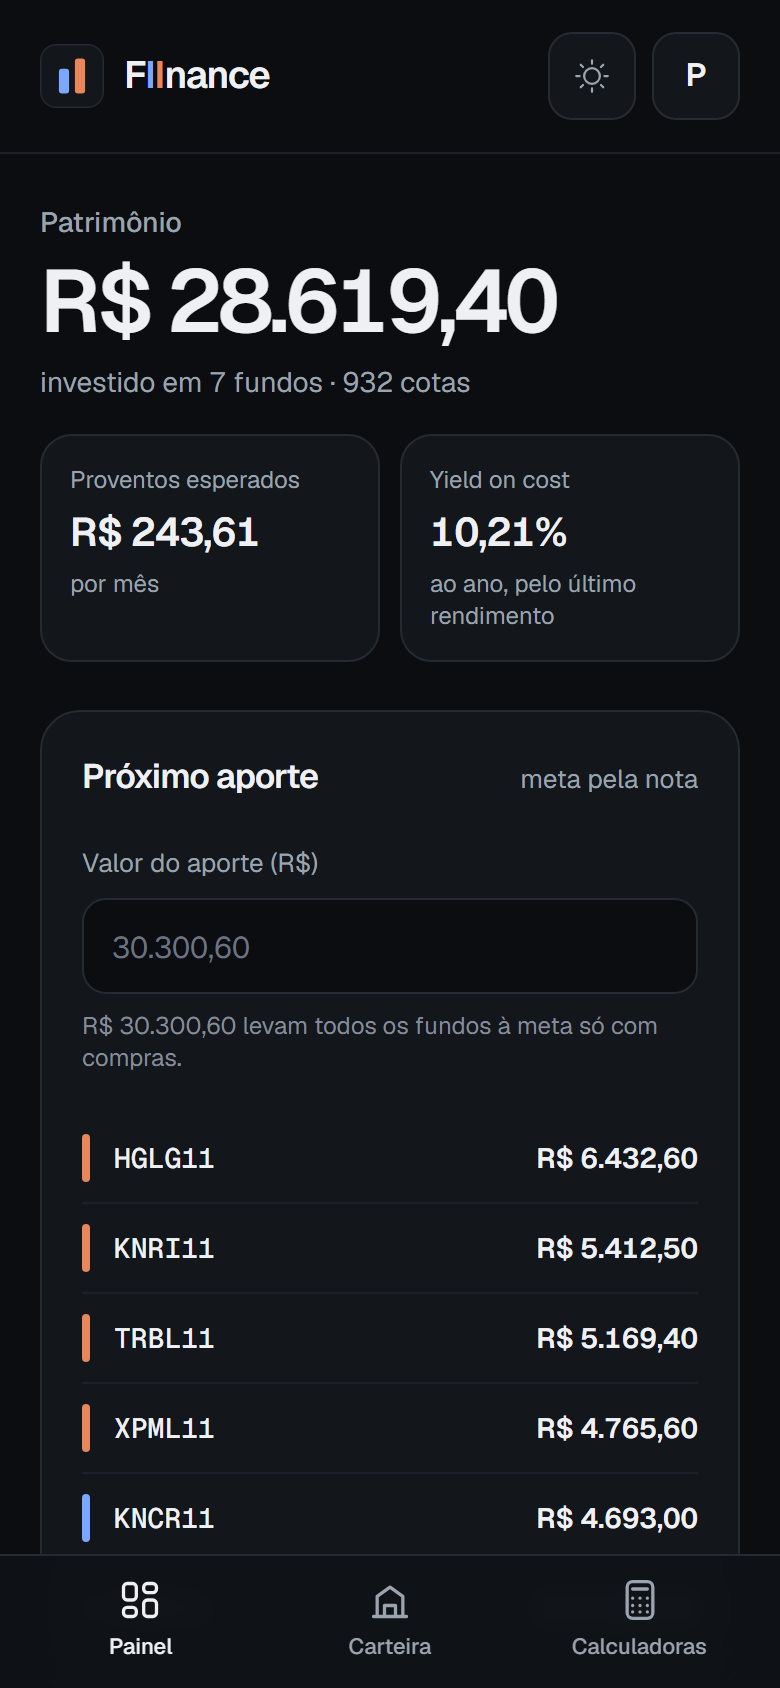 FIInance
P
Patrimônio
R$ 28.619,40
investido em 7 fundos · 932 cotas
Proventos esperados
R$ 243,61
por mês
Yield on cost
10,21%
ao ano, pelo último
rendimento
Próximo aporte
meta pela nota
Valor do aporte (R$)
30.300,60
R$ 30.300,60 levam todos os fundos à meta só com
compras.
HGLG11 R$ 6.432,60
KNRI11 R$ 5.412,50
TRBL11 R$ 5.169,40
XPML11 R$ 4.765,60
KNCR11 R$ 4.693,00
Painel
Carteira
Calculadoras